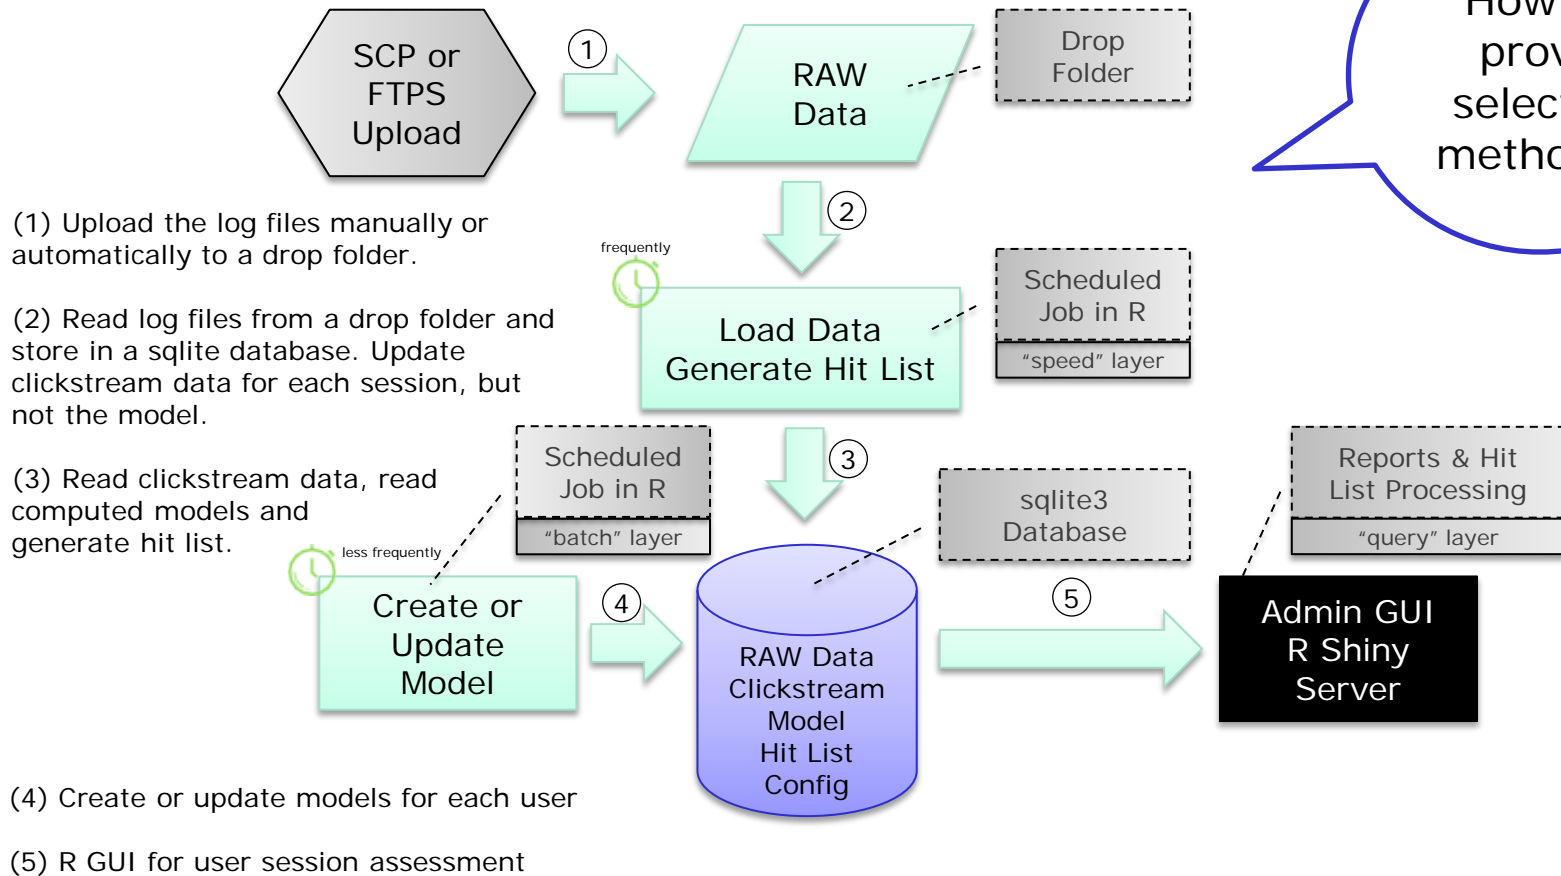 SCP or
FTPS
Upload
1
RAW
Data
Drop
Folder
How
select
(1) Upload the log files manually or
automatically to a drop folder.
2
frequently
(2) Read log files from a drop folder and
store in a sqlite database. Update
clickstream data for each session, but
not the model.
Load Data
Generate Hit List
Scheduled
Job in R
“speed” layer
(3) Read clickstream data, read
computed models and
generate hit list.
Scheduled
Job in R
“batch” layer
3
sqlite3
Database
Reports & Hit
List Processing
“query” layer
less frequently
Create or
Update
Model
4
RAW Data
Clickstream
Model
Hit List
Config
5
Admin GUI
R Shiny
Server
(4) Create or update models for each user
(5) R GUI for user session assessment